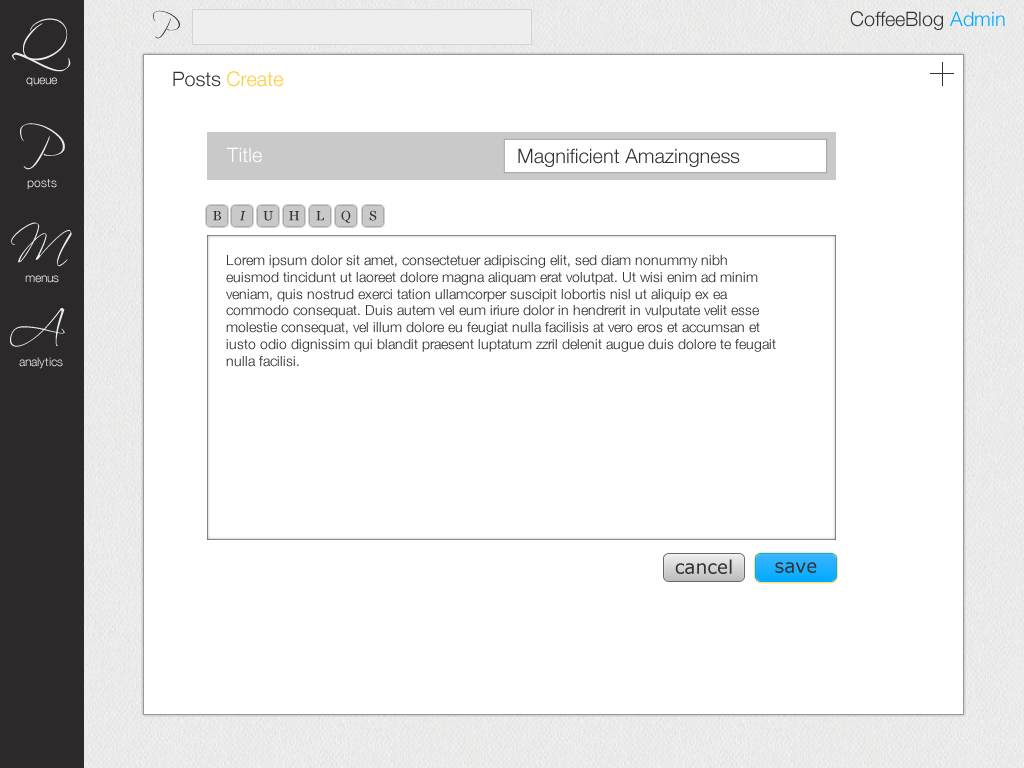 Q
queue
P
posts
M
menus
A
analytics
P
CoffeeBlog Admin
Posts Create
Title
Magnificient Amazingness
B I U H L Q S
Lorem ipsum dolor sit amet, consectetuer adipiscing elit, sed diam nonummy nibh
euismod tincidunt ut laoreet dolore magna aliquam erat volutpat. Ut wisi enim ad minim
veniam, quis nostrud exerci tation ullamcorper suscipit lobortis nisl ut aliquip ex ea
commodo consequat. Duis autem vel eum iriure dolor in hendrerit in vulputate velit esse
molestie consequat, vel illum dolore eu feugiat nulla facilisis at vero eros et accumsan et
iusto odio dignissim qui blandit praesent luptatum zzril delenit augue duis dolore te feugait
nulla facilisi.
cancel
save